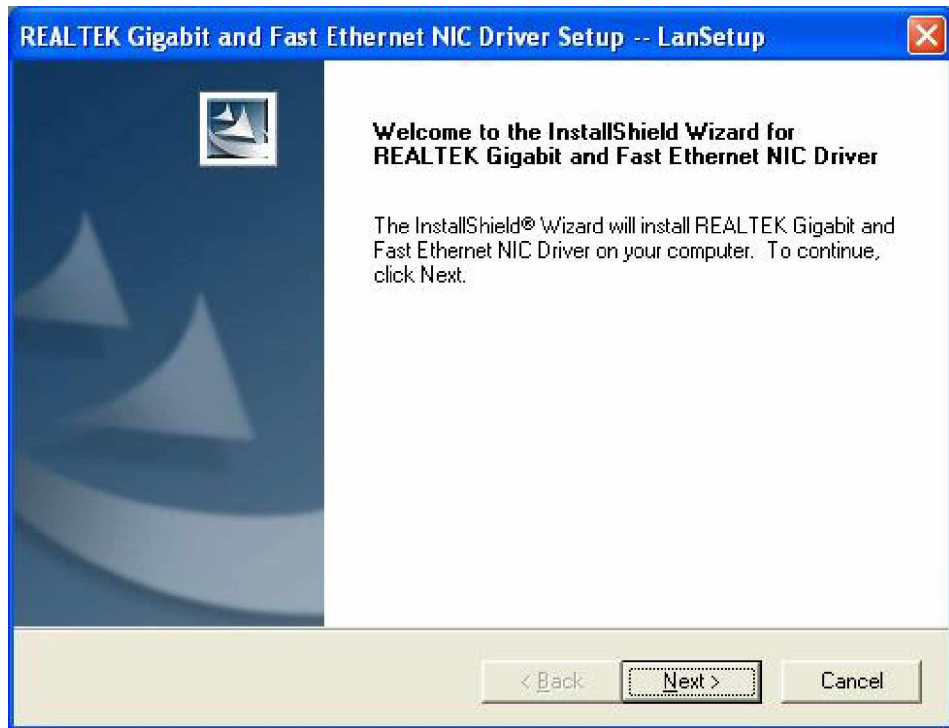 REALTEK Gigabit and Fast Ethernet NIC Driver Setup -- LanSetup
Welcome to the InstallShield Wizard for
REALTEK Gigabit and Fast Ethernet NIC Driver
The InstallShield® Wizard will install REALTEK Gigabit and
Fast Ethernet NIC Driver on your computer.  To continue,
click Next.
< Back
Next >
Cancel